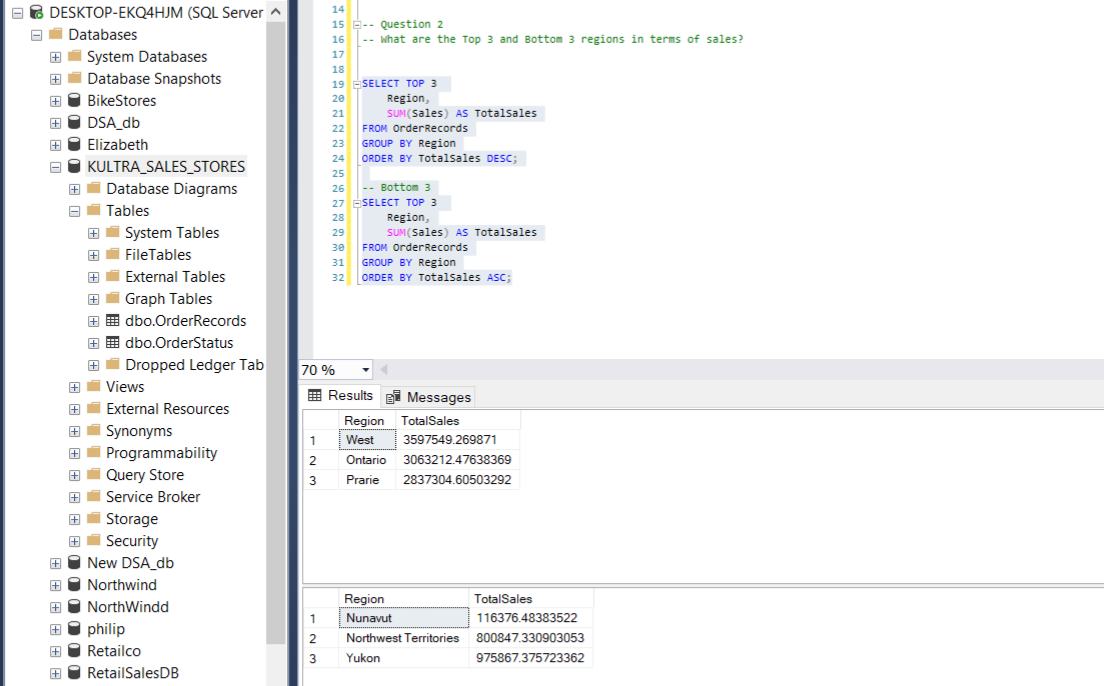 DESKTOP-EKQ4HJM (SQL Server
Databases
System Databases
Database Snapshots
BikeStores
DSA_db
Elizabeth
KULTRA_SALES_STORES
Database Diagrams
Tables
System Tables
FileTables
External Tables
Graph Tables
dbo.OrderRecords
dbo.OrderStatus
Dropped Ledger Tab
Views
External Resources
Synonyms
Programmability
Query Store
Service Broker
Storage
Security
New DSA_db
Northwind
NorthWindd
philip
Retailco
RetailSalesDB
14
15 -- Question 2
16 -- What are the Top 3 and Bottom 3 regions in terms of sales?
17
18
19 SELECT TOP 3
20 Region,
21 SUM(Sales) AS TotalSales
22 FROM OrderRecords
23 GROUP BY Region
24 ORDER BY TotalSales DESC;
25
26 -- Bottom 3
27 SELECT TOP 3
28 Region,
29 SUM(Sales) AS TotalSales
30 FROM OrderRecords
31 GROUP BY Region
32 ORDER BY TotalSales ASC;
70 %
Results Messages
Region TotalSales
1 West 3597549.269871
2 Ontario 3063212.47638369
3 Prarie 2837304.60503292
Region TotalSales
1 Nunavut 116376.48383522
2 Northwest Territories 800847.330903053
3 Yukon 975867.375723362